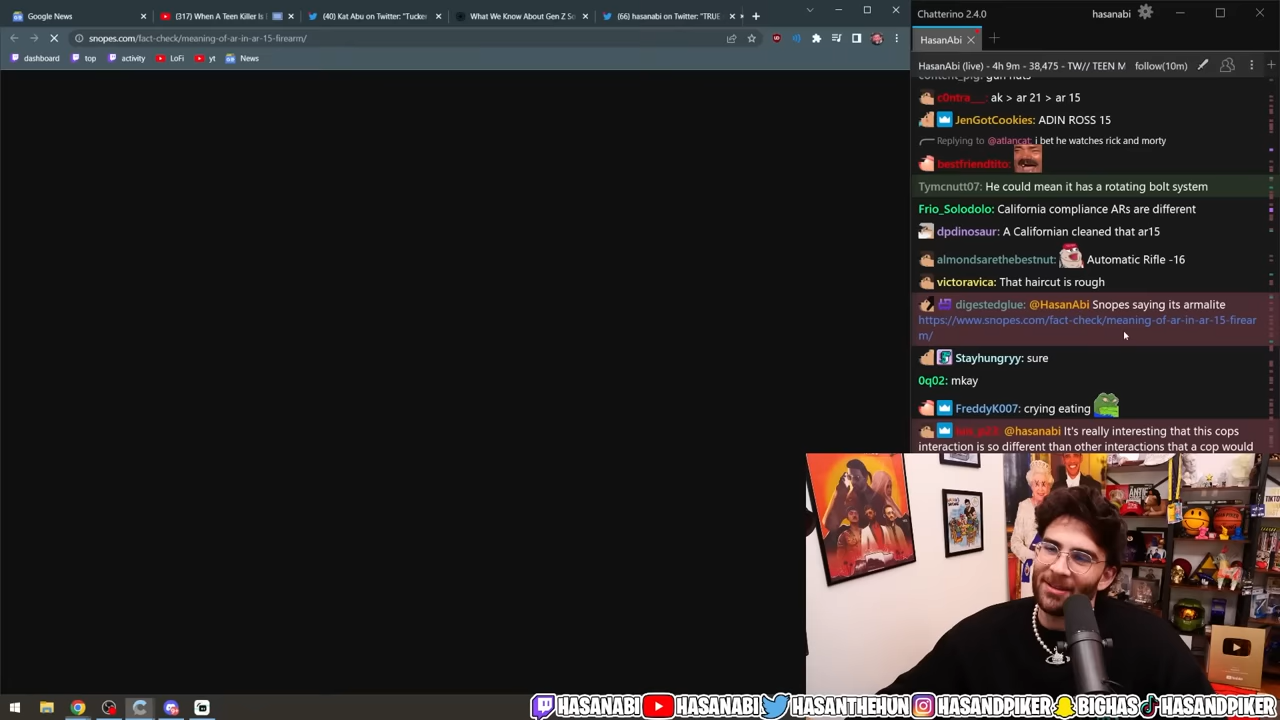 Google News
(317) When A Teen Killer Is
(40) Kat Abu on Twitter: "Tucker
What We Know About Gen Z So
(66) hasanabi on Twitter: "TRUE
snopes.com/fact-check/meaning-of-ar-in-ar-15-firearm/
dashboard
top
activity
LoFi
yt
News
Chatterino 2.4.0
hasanabi
HasanAbi
HasanAbi (live) - 4h 9m - 38,475 - TW// TEEN M
follow(10m)
content_pig: gun nuts
c0ntra__: ak > ar 21 > ar 15
JenGotCookies: ADIN ROSS 15
Replying to @atlancat: i bet he watches rick and morty
bestfriendtito:
Tymcnutt07: He could mean it has a rotating bolt system
Frio_Solodolo: California compliance ARs are different
dpdinosaur: A Californian cleaned that ar15
almondsarethebestnut: Automatic Rifle -16
victoravica: That haircut is rough
digestedglue: @HasanAbi Snopes saying its armalite
https://www.snopes.com/fact-check/meaning-of-ar-in-ar-15-firear
m/
Stayhungryy: sure
0q02: mkay
FreddyK007: crying eating
@hasanabi It's really interesting that this cops
interaction is so different than other interactions that a cop would
HASANABI
HASANABI
HASANTHEHUN
HASANDPIKER
BIGHAS
HASANDPIKER